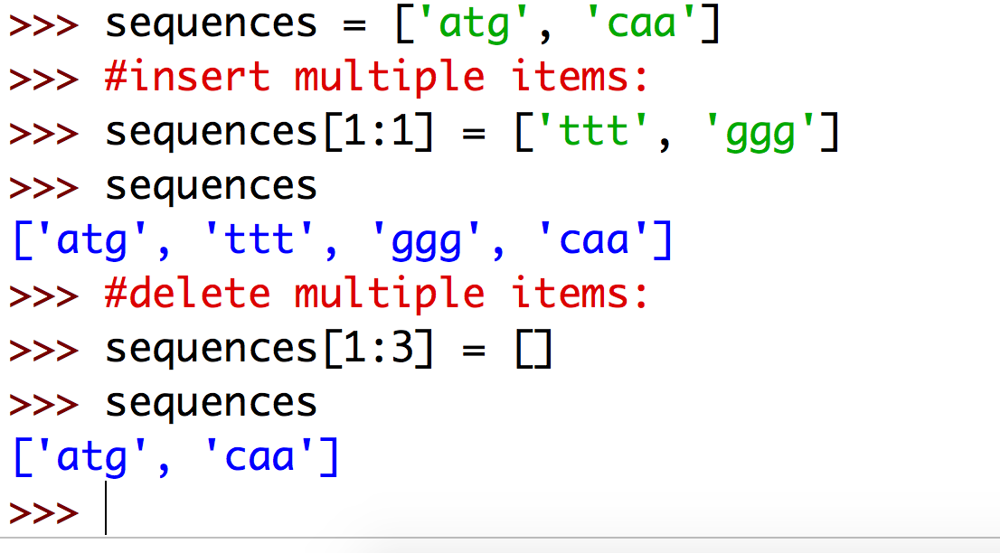 >>> sequences = ['atg', 'caa']
>>> #insert multiple items:
>>> sequences[1:1] = ['ttt', 'ggg']
>>> sequences
['atg', 'ttt', 'ggg', 'caa']
>>> #delete multiple items:
>>> sequences[1:3] = []
>>> sequences
['atg', 'caa']
>>>